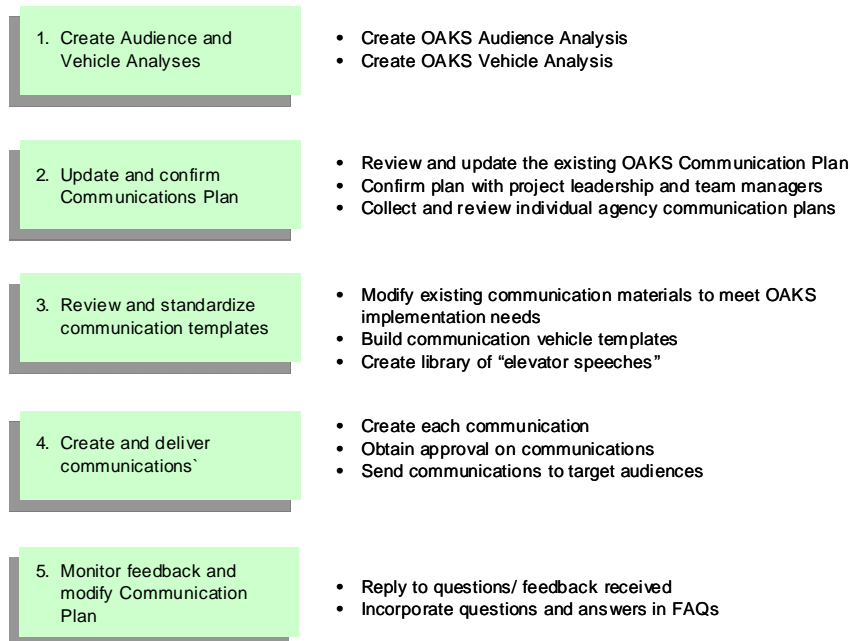 1. Create Audience and
Vehicle Analyses
• Create OAKS Audience Analysis
• Create OAKS Vehicle Analysis
2. Update and confirm
Communications Plan
• Review and update the existing OAKS Communication Plan
• Confirm plan with project leadership and team managers
• Collect and review individual agency communication plans
3. Review and standardize
communication templates
• Modify existing communication materials to meet OAKS
implementation needs
• Build communication vehicle templates
• Create library of “elevator speeches”
4. Create and deliver
communications`
• Create each communication
• Obtain approval on communications
• Send communications to target audiences
5. Monitor feedback and
modify Communication
Plan
• Reply to questions/ feedback received
• Incorporate questions and answers in FAQs